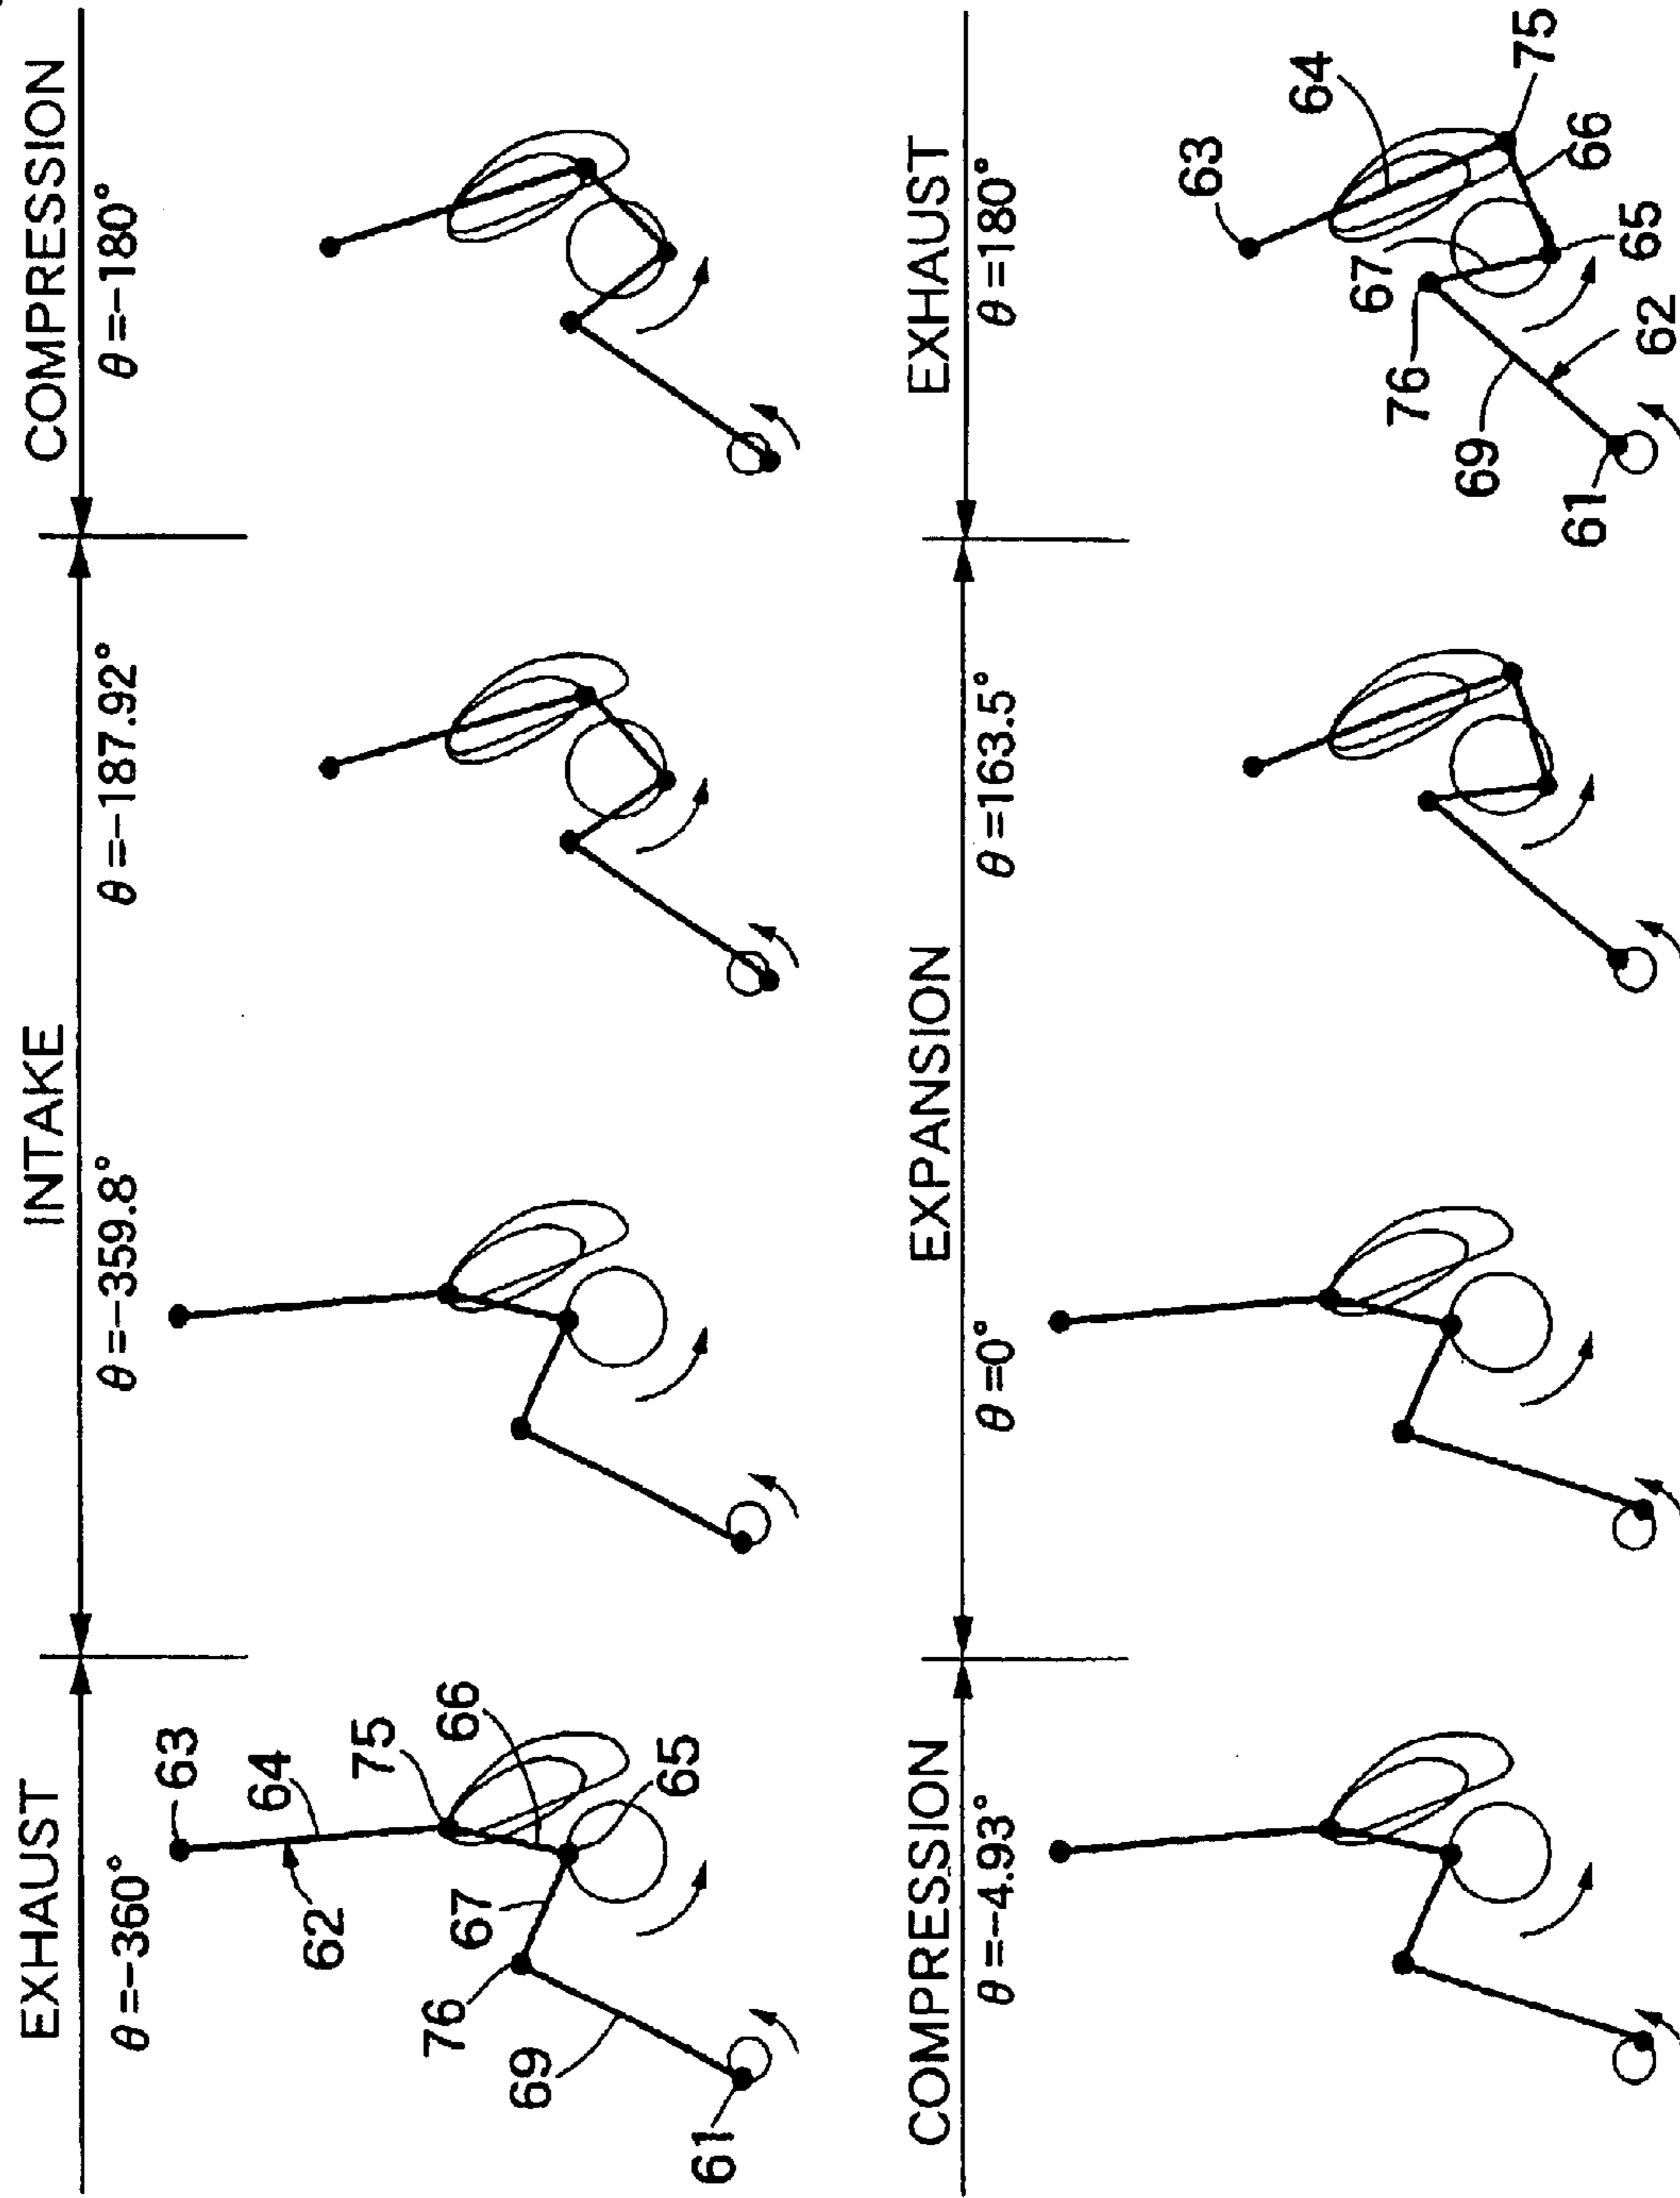 EXHAUST
INTAKE
COMPRESSION
θ=-360°
θ=-359.8°
θ=-187.92°
θ=-180°
63
64
62
75
66
67
65
76
69
61
COMPRESSION
EXPANSION
EXHAUST
θ=-4.93°
θ=0°
θ=163.5°
θ=180°
63
64
75
67
66
76
65
69
62
61